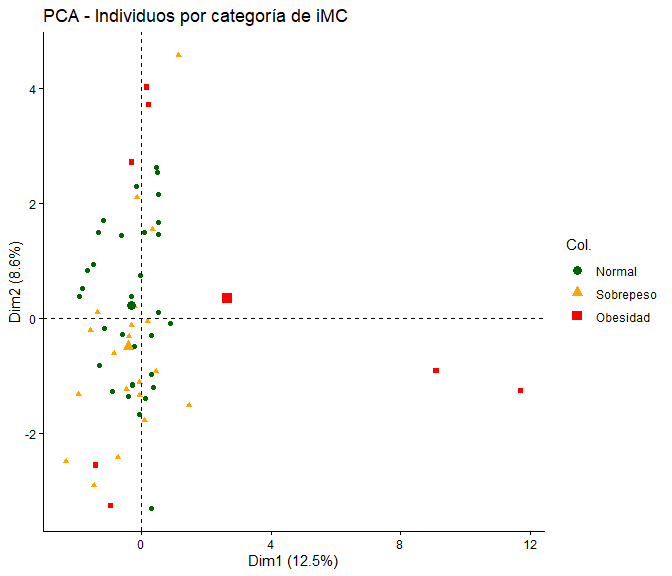 PCA - Individuos por categoría de iMC
4
2
0
-2
Dim2 (8.6%)
0
4
8
12
Dim1 (12.5%)
Col.
Normal
Sobrepeso
Obesidad